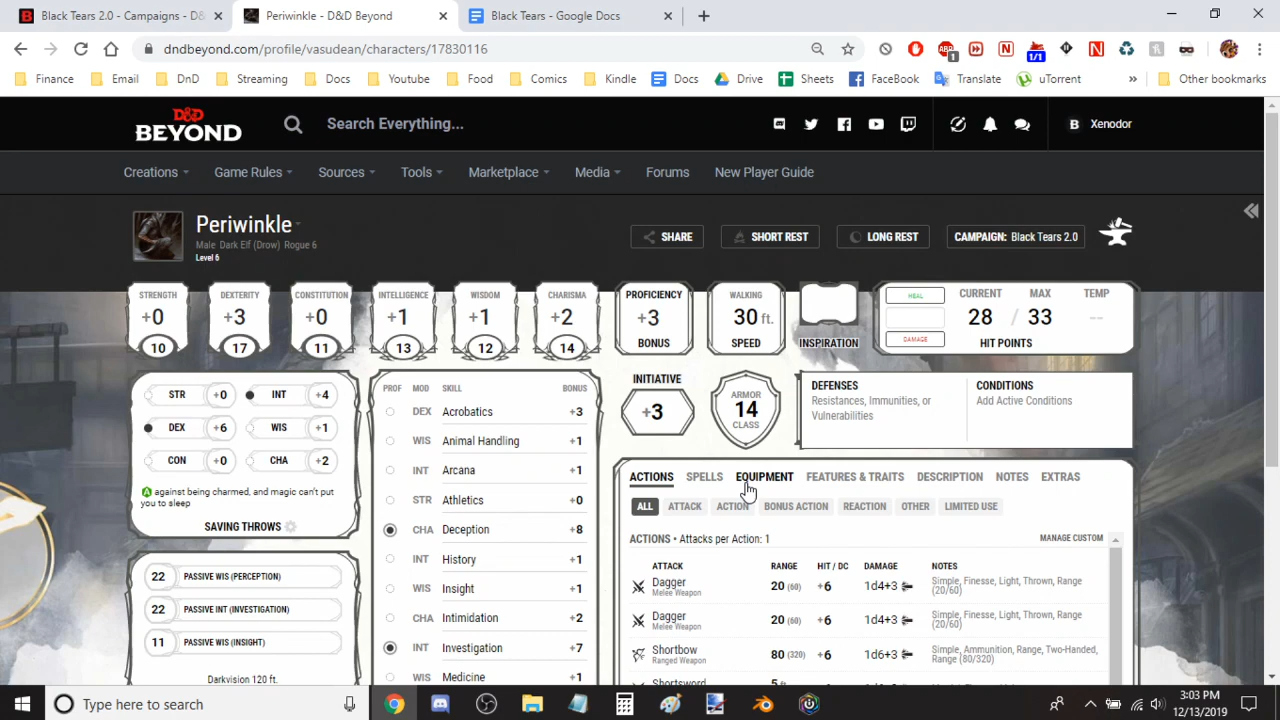 Black Tears 2.0 - Campaigns - D&
Periwinkle - D&D Beyond
Black Tears - Google Docs
dndbeyond.com/profile/vasudean/characters/17830116
Finance Email DnD Streaming Docs Youtube Food Comics Kindle Docs Drive Sheets FaceBook Translate uTorrent » Other bookmarks
D&D BEYOND
Search Everything...
B Xenodor
Creations Game Rules Sources Tools Marketplace Media Forums New Player Guide
Periwinkle
Male Dark Elf (Drow) Rogue 6
Level 6
SHARE SHORT REST LONG REST CAMPAIGN: Black Tears 2.0
STRENGTH +0 10
DEXTERITY +3 17
CONSTITUTION +0 11
INTELLIGENCE +1 13
WISDOM +1 12
CHARISMA +2 14
PROFICIENCY +3 BONUS
WALKING 30 ft. SPEED
INSPIRATION
HEAL
DAMAGE
CURRENT MAX TEMP
28 / 33 --
HIT POINTS
STR +0 INT +4
DEX +6 WIS +1
CON +0 CHA +2
A against being charmed, and magic can't put
you to sleep
SAVING THROWS
22 PASSIVE WIS (PERCEPTION)
22 PASSIVE INT (INVESTIGATION)
11 PASSIVE WIS (INSIGHT)
Darkvision 120 ft.
PROF MOD SKILL BONUS
DEX Acrobatics +3
WIS Animal Handling +1
INT Arcana +1
STR Athletics +0
CHA Deception +8
INT History +1
WIS Insight +1
CHA Intimidation +2
INT Investigation +7
WIS Medicine +1
INITIATIVE
+3
ARMOR
14
CLASS
DEFENSES
Resistances, Immunities, or
Vulnerabilities
CONDITIONS
Add Active Conditions
ACTIONS SPELLS EQUIPMENT FEATURES & TRAITS DESCRIPTION NOTES EXTRAS
ALL ATTACK ACTION BONUS ACTION REACTION OTHER LIMITED USE
ACTIONS • Attacks per Action: 1 MANAGE CUSTOM
ATTACK RANGE HIT / DC DAMAGE NOTES
Dagger 20 (60) +6 1d4+3 Simple, Finesse, Light, Thrown, Range
Melee Weapon (20/60)
Dagger 20 (60) +6 1d4+3 Simple, Finesse, Light, Thrown, Range
Melee Weapon (20/60)
Shortbow 80 (320) +6 1d6+3 Simple, Ammunition, Range, Two-Handed,
Ranged Weapon Range (80/320)
Shortsword 5 ft.
1
1/1
Type here to search
3:03 PM
12/13/2019